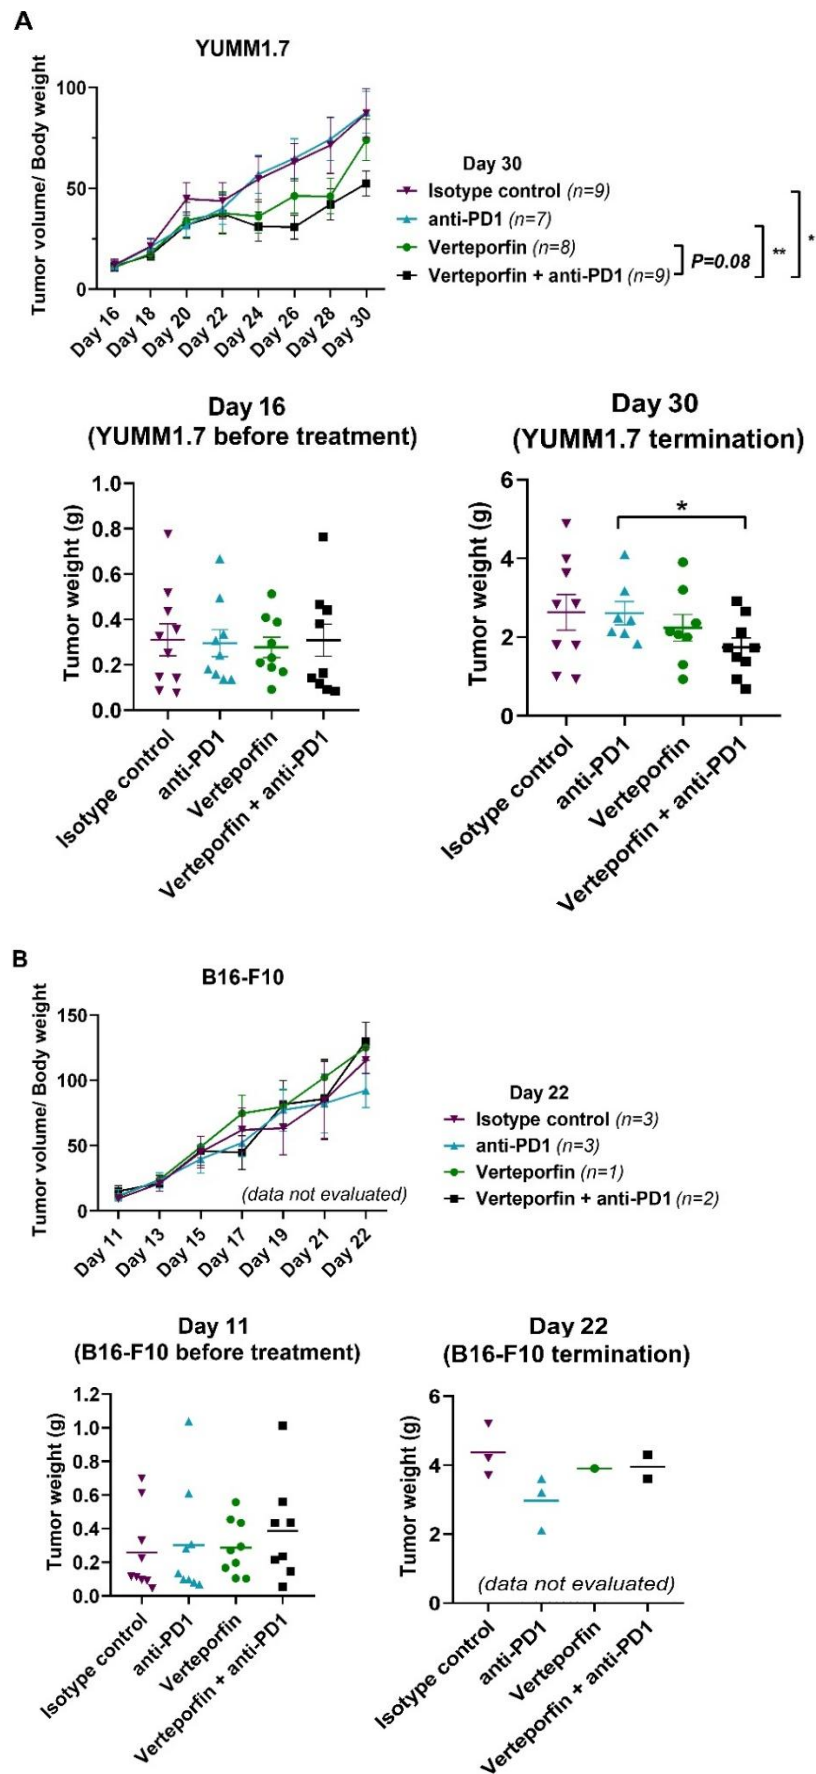 A
YUMM1.7
Tumor volume/ Body weight
100
50
0
Day 16
Day 18
Day 20
Day 22
Day 24
Day 26
Day 28
Day 30
Day 30
Isotype control (n=9)
anti-PD1 (n=7)
Verteporfin (n=8)
Verteporfin + anti-PD1 (n=9)
P=0.08
**
*
Day 16
(YUMM1.7 before treatment)
Tumor weight (g)
1.0
0.8
0.6
0.4
0.2
0.0
Isotype control
anti-PD1
Verteporfin
Verteporfin + anti-PD1
Day 30
(YUMM1.7 termination)
Tumor weight (g)
6
4
2
0
*
Isotype control
anti-PD1
Verteporfin
Verteporfin + anti-PD1
B
B16-F10
Tumor volume/ Body weight
150
100
50
0
(data not evaluated)
Day 11
Day 13
Day 15
Day 17
Day 19
Day 21
Day 22
Day 22
Isotype control (n=3)
anti-PD1 (n=3)
Verteporfin (n=1)
Verteporfin + anti-PD1 (n=2)
Day 11
(B16-F10 before treatment)
Tumor weight (g)
1.2
1.0
0.8
0.6
0.4
0.2
0.0
Isotype control
anti-PD1
Verteporfin
Verteporfin + anti-PD1
Day 22
(B16-F10 termination)
Tumor weight (g)
6
4
2
0
(data not evaluated)
Isotype control
anti-PD1
Verteporfin
Verteporfin + anti-PD1